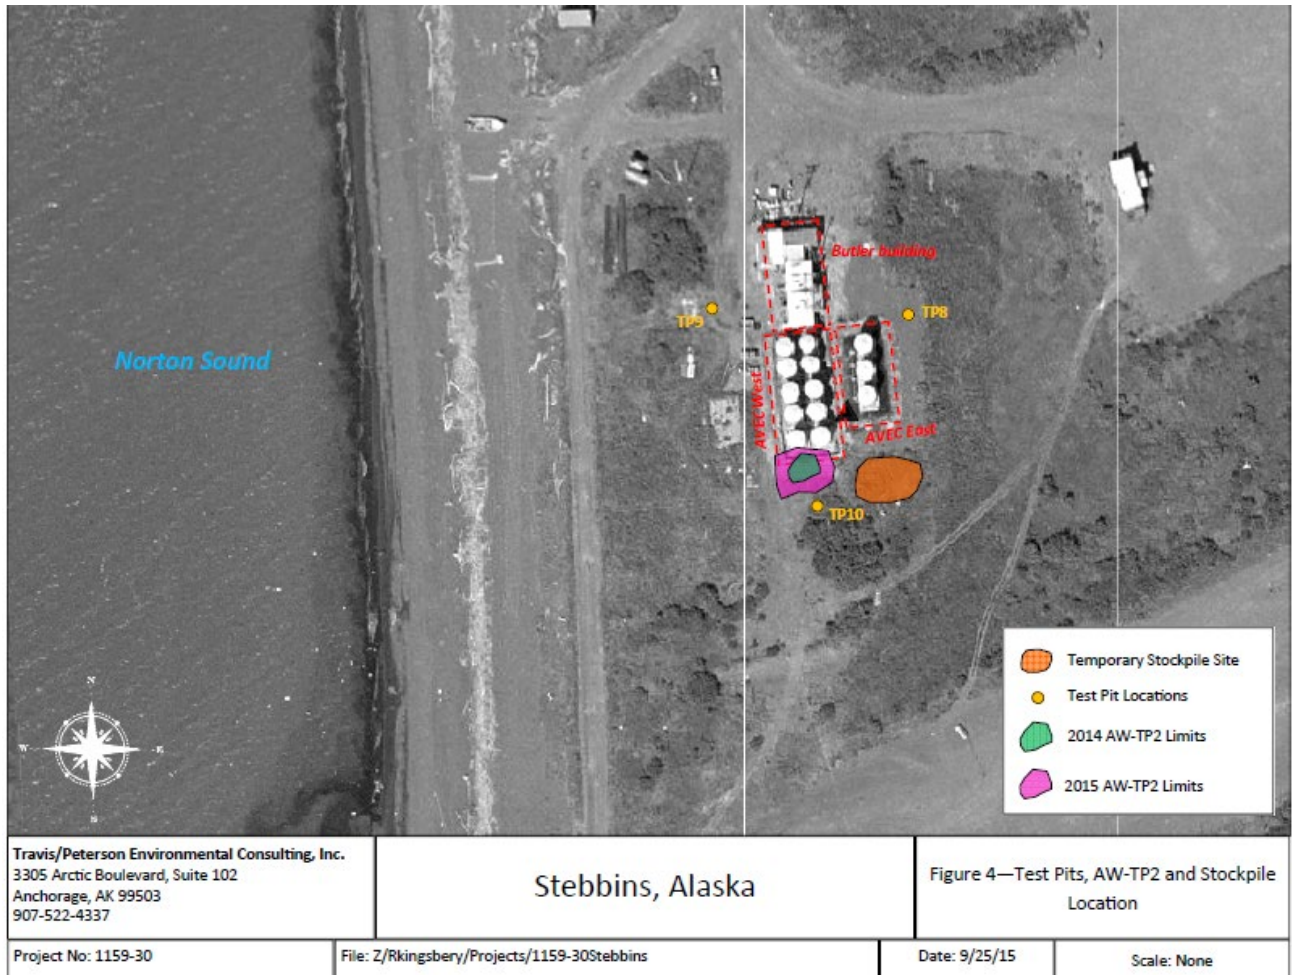 Butler building
TP9
TP8
Norton Sound
AVEC West
AVEC East
TP10
N
W
E
S
Temporary Stockpile Site
Test Pit Locations
2014 AW-TP2 Limits
2015 AW-TP2 Limits
Travis/Peterson Environmental Consulting, Inc.
3305 Arctic Boulevard, Suite 102
Anchorage, AK 99503
907-522-4337
Stebbins, Alaska
Figure 4—Test Pits, AW-TP2 and Stockpile
Location
Project No: 1159-30
File: Z/Rkingsbery/Projects/1159-30Stebbins
Date: 9/25/15
Scale: None